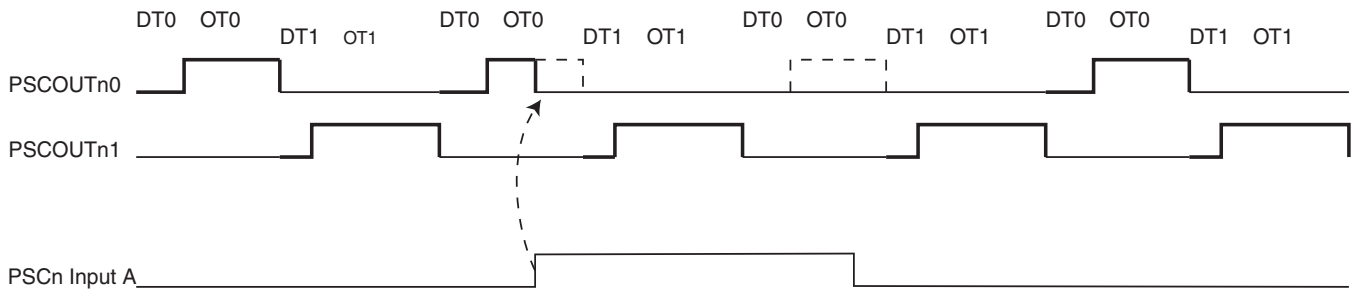 DT0 OT0 DT0 OT0 DT0 OT0 DT0 OT0
DT1 OT1 DT1 OT1 DT1 OT1 DT1 OT1
PSCOUTn0
PSCOUTn1
PSCn Input A